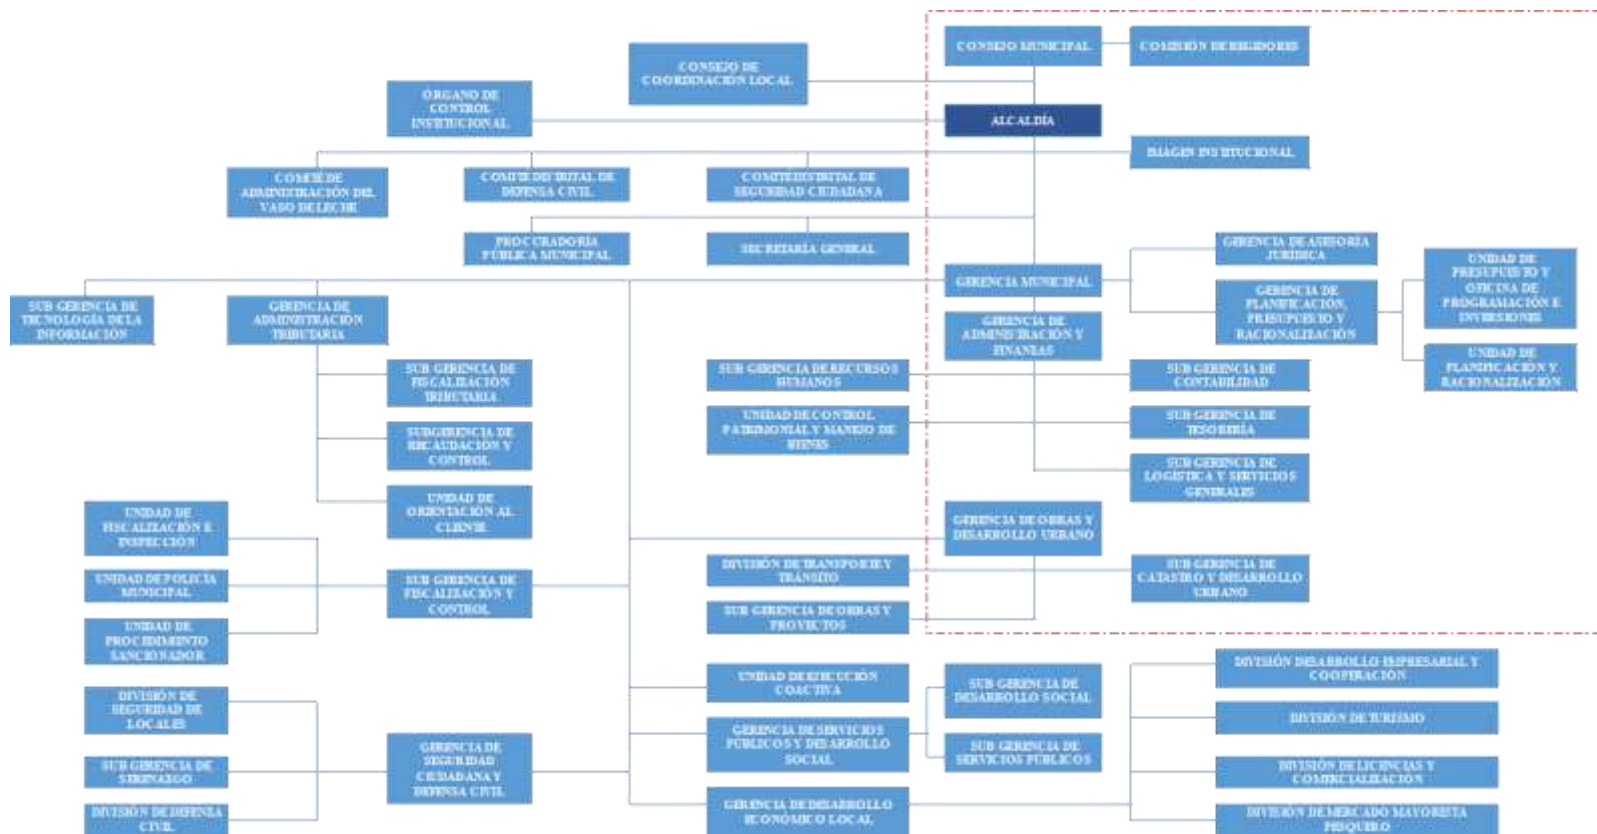 CONSEJO MUNICIPAL
COMISIÓN DE REGIDORES
CONSEJO DE
COORDINACIÓN LOCAL
ÓRGANO DE
CONTROL
INSTITUCIONAL
ALCALDÍA
IMAGEN INSTITUCIONAL
COMITÉ DE
ADMINISTRACIÓN DEL
VASO DE LECHE
COMITÉ DISTRITAL DE
DEFENSA CIVIL
COMITÉ DISTRITAL DE
SEGURIDAD CIUDADANA
PROCURADORÍA
PÚBLICA MUNICIPAL
SECRETARÍA GENERAL
GERENCIA DE ASESORÍA
JURÍDICA
UNIDAD DE
PRESUPUESTO Y
OFICINA DE
PROGRAMACIÓN E
INVERSIONES
GERENCIA MUNICIPAL
GERENCIA DE
PLANIFICACIÓN,
PRESUPUESTO Y
RACIONALIZACIÓN
SUB GERENCIA DE
TECNOLOGÍA DE LA
INFORMACIÓN
GERENCIA DE
ADMINISTRACIÓN
TRIBUTARIA
GERENCIA DE
ADMINISTRACIÓN Y
FINANZAS
UNIDAD DE
PLANIFICACIÓN Y
RACIONALIZACIÓN
SUB GERENCIA DE
FISCALIZACIÓN
TRIBUTARIA
SUB GERENCIA DE RECURSOS
HUMANOS
SUB GERENCIA DE
CONTABILIDAD
SUBGERENCIA DE
RECAUDACIÓN Y
CONTROL
UNIDAD DE CONTROL
PATRIMONIAL Y MANEJO DE
BIENES
SUB GERENCIA DE
TESORERÍA
SUB GERENCIA DE
LOGÍSTICA Y SERVICIOS
GENERALES
UNIDAD DE
ORIENTACIÓN AL
CLIENTE
UNIDAD DE
FISCALIZACIÓN E
INSPECCIÓN
GERENCIA DE OBRAS Y
DESARROLLO URBANO
UNIDAD DE POLICÍA
MUNICIPAL
SUB GERENCIA DE
FISCALIZACIÓN Y
CONTROL
DIVISIÓN DE TRANSPORTE Y
TRÁNSITO
SUB GERENCIA DE
CATASTRO Y DESARROLLO
URBANO
UNIDAD DE
PROCEDIMIENTO
SANCIONADOR
SUB GERENCIA DE OBRAS Y
PROYECTOS
UNIDAD DE EJECUCIÓN
COACTIVA
SUB GERENCIA DE
DESARROLLO SOCIAL
DIVISIÓN DESARROLLO EMPRESARIAL Y
COOPERACIÓN
DIVISIÓN DE
SEGURIDAD DE
LOCALES
GERENCIA DE SERVICIOS
PÚBLICOS Y DESARROLLO
SOCIAL
DIVISIÓN DE TURISMO
SUB GERENCIA DE
SERENAZGO
GERENCIA DE
SEGURIDAD
CIUDADANA Y
DEFENSA CIVIL
SUB GERENCIA DE
SERVICIOS PÚBLICOS
DIVISIÓN DE LICENCIAS Y
COMERCIALIZACIÓN
DIVISIÓN DE DEFENSA
CIVIL
GERENCIA DE DESARROLLO
ECONÓMICO LOCAL
DIVISIÓN DE MERCADO MAYORISTA
PESQUERO